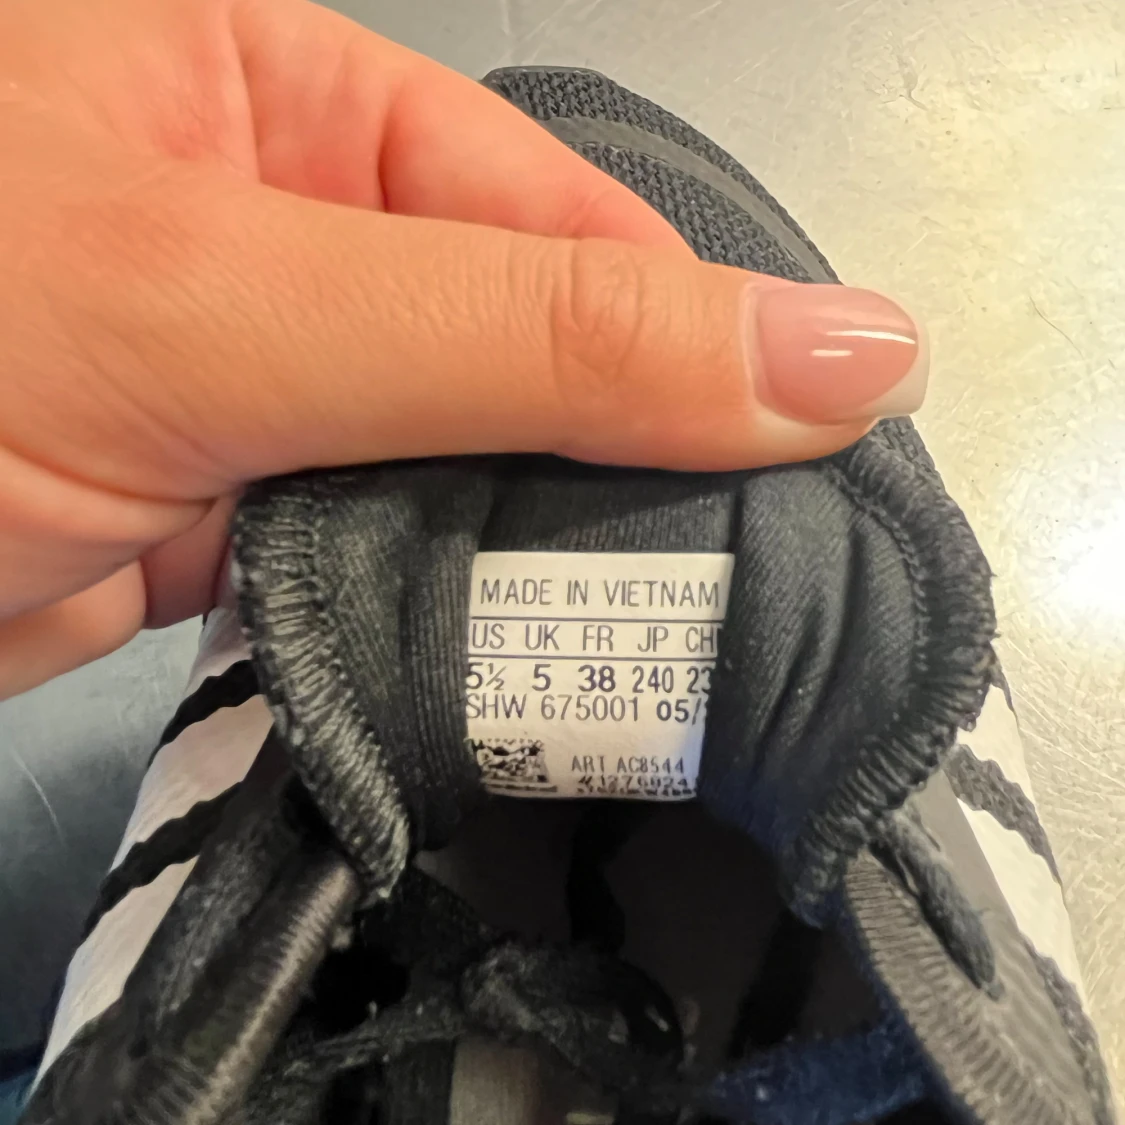 MADE IN VIETNAM
US UK FR JP CH
5½ 5 38 240 23
SHW 675001 05/
ART AC8544